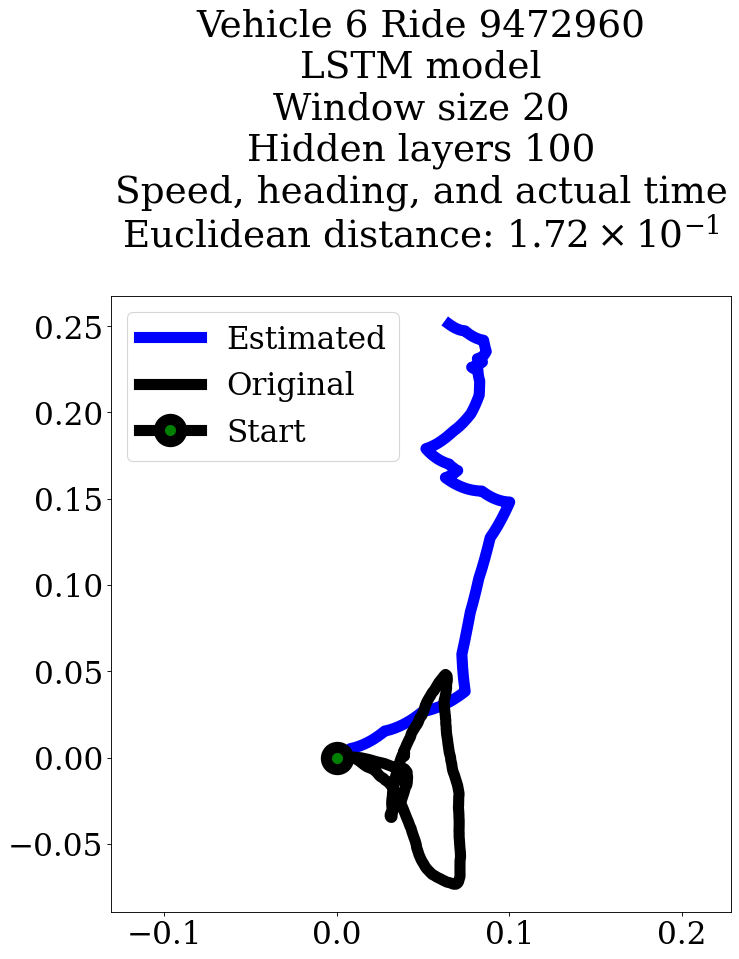 Vehicle 6 Ride 9472960
LSTM model
Window size 20
Hidden layers 100
Speed, heading, and actual time
Euclidean distance: 1.72 × 10⁻¹
Estimated
Original
Start
0.25
0.20
0.15
0.10
0.05
0.00
−0.05
−0.1
0.0
0.1
0.2